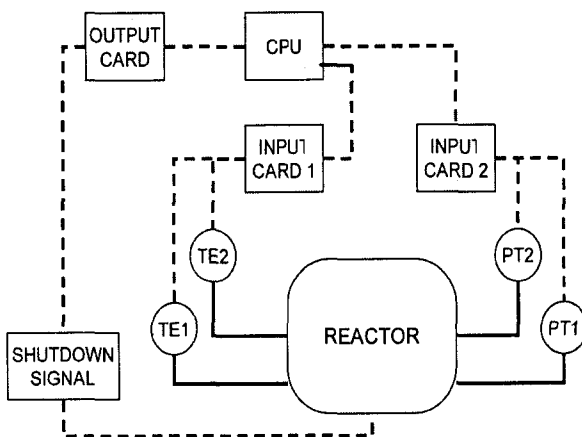 OUTPUT
CARD
CPU
INPUT
CARD 1
INPUT
CARD 2
TE2
PT2
TE1
REACTOR
PT1
SHUTDOWN
SIGNAL